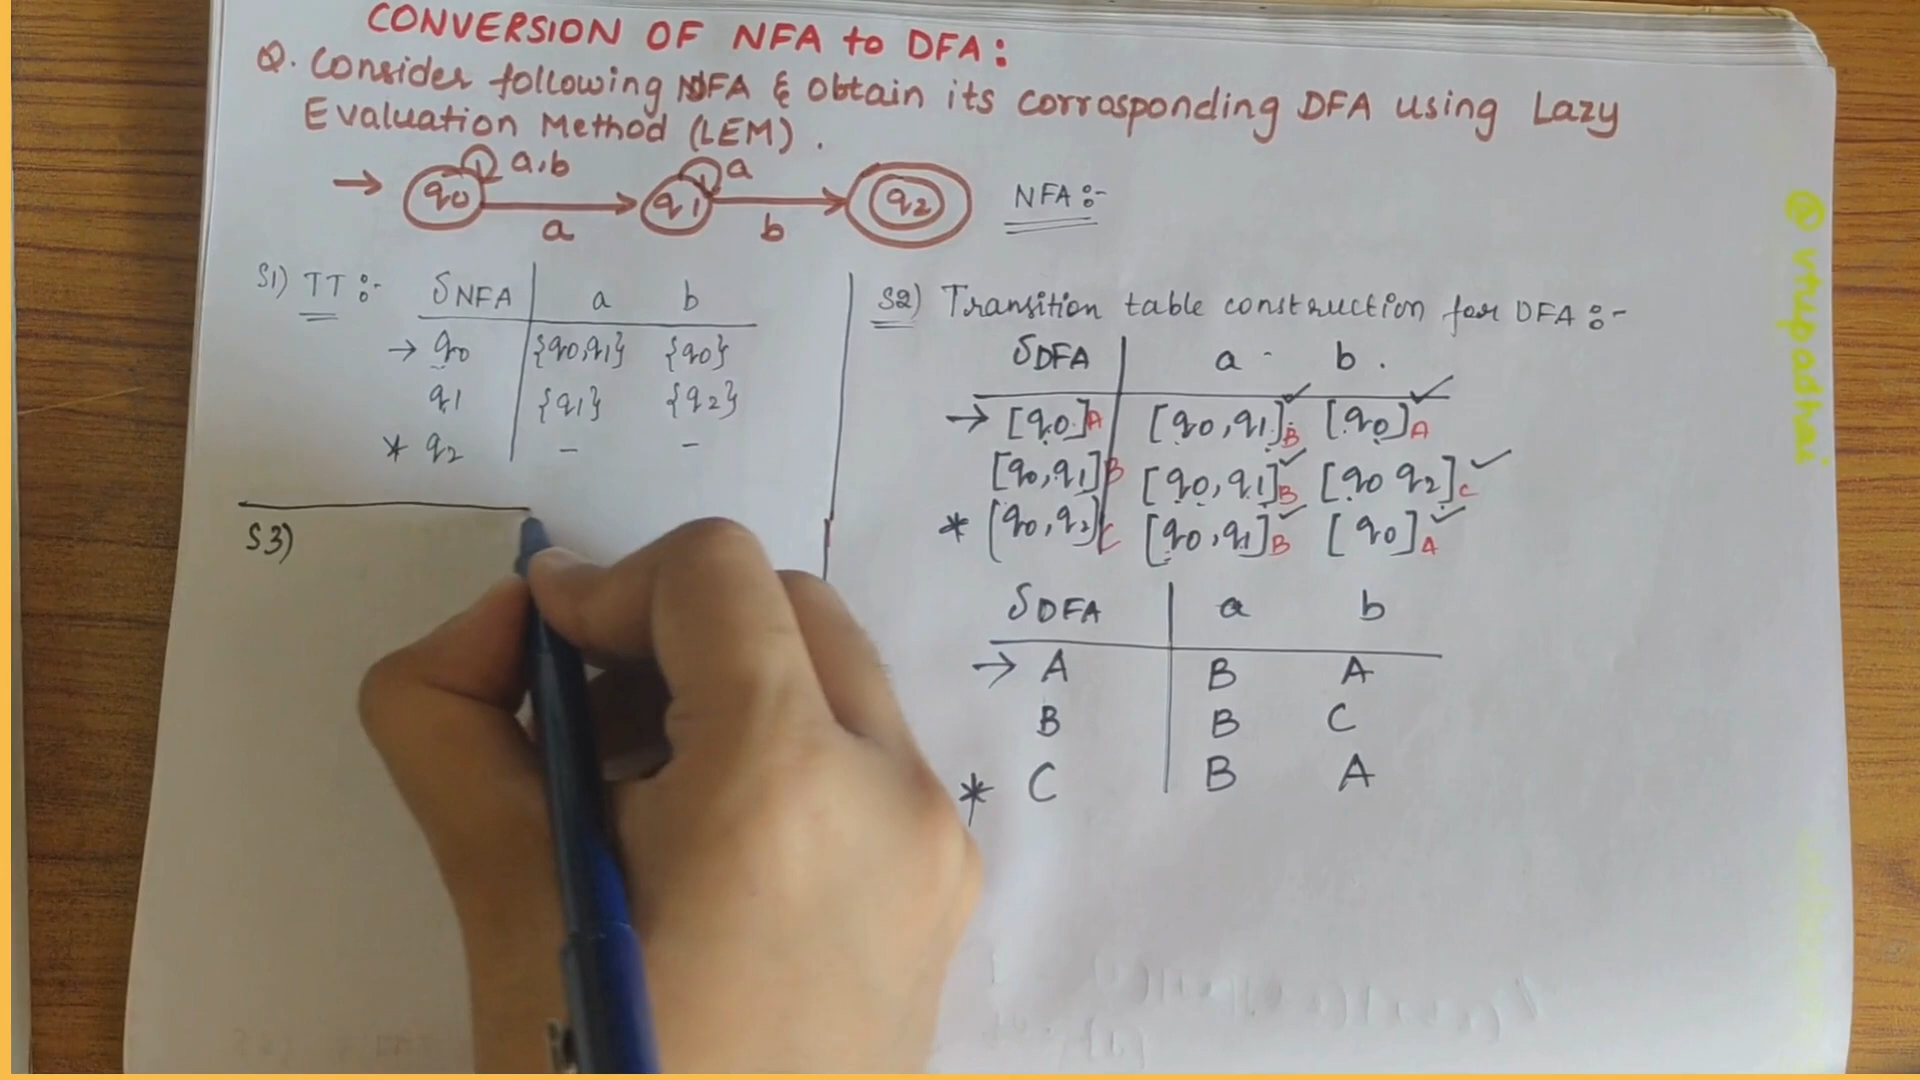 CONVERSION OF NFA to DFA:
Q. Consider following NFA & obtain its corrosponding DFA using Lazy
Evaluation Method (LEM).
→ q0 a,b a q1 a b q2 NFA :-
S1) TT :-
δNFA a b
→ q0 {q0,q1} {q0}
q1 {q1} {q2}
* q2 - -
S2) Transition table construction for DFA :-
δDFA a b
→ [q0]A [q0,q1]B ✓ [q0]A ✓
[q0,q1]B [q0,q1]B ✓ [q0 q2]C ✓
* [q0,q2]C [q0,q1]B ✓ [q0]A ✓
δDFA a b
→ A B A
B B C
* C B A
S3)
@vtupadhai